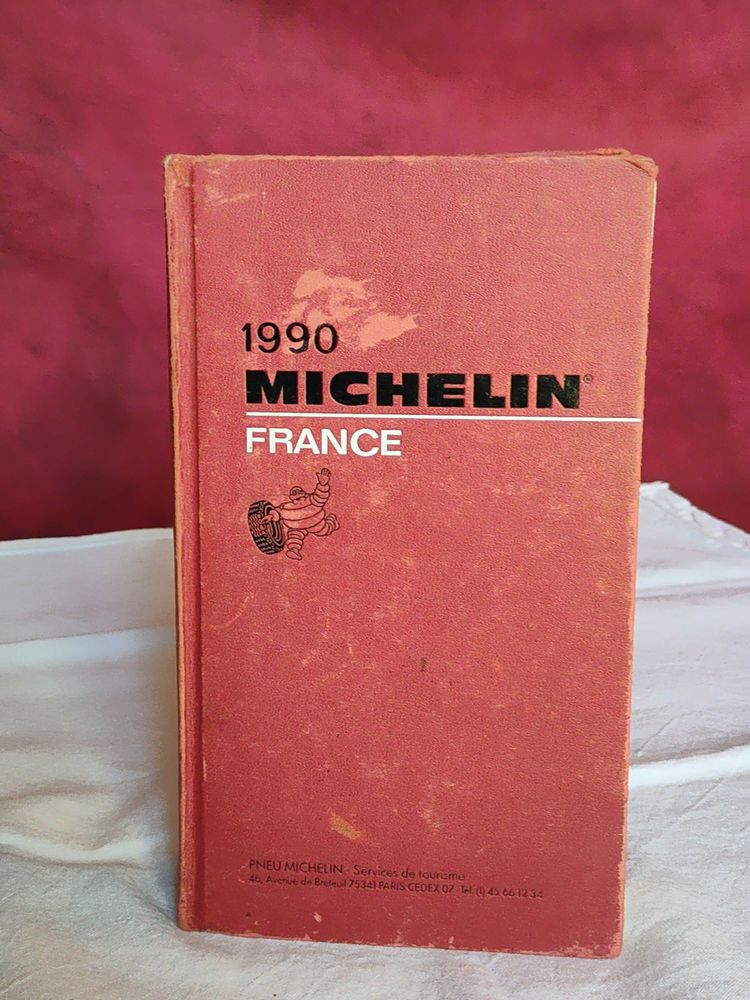 1990
MICHELIN®
FRANCE
PNEU MICHELIN - Services de tourisme
46, Avenue de Breteuil 75341 PARIS CEDEX 07 - Tél. (1) 45 66 12 34